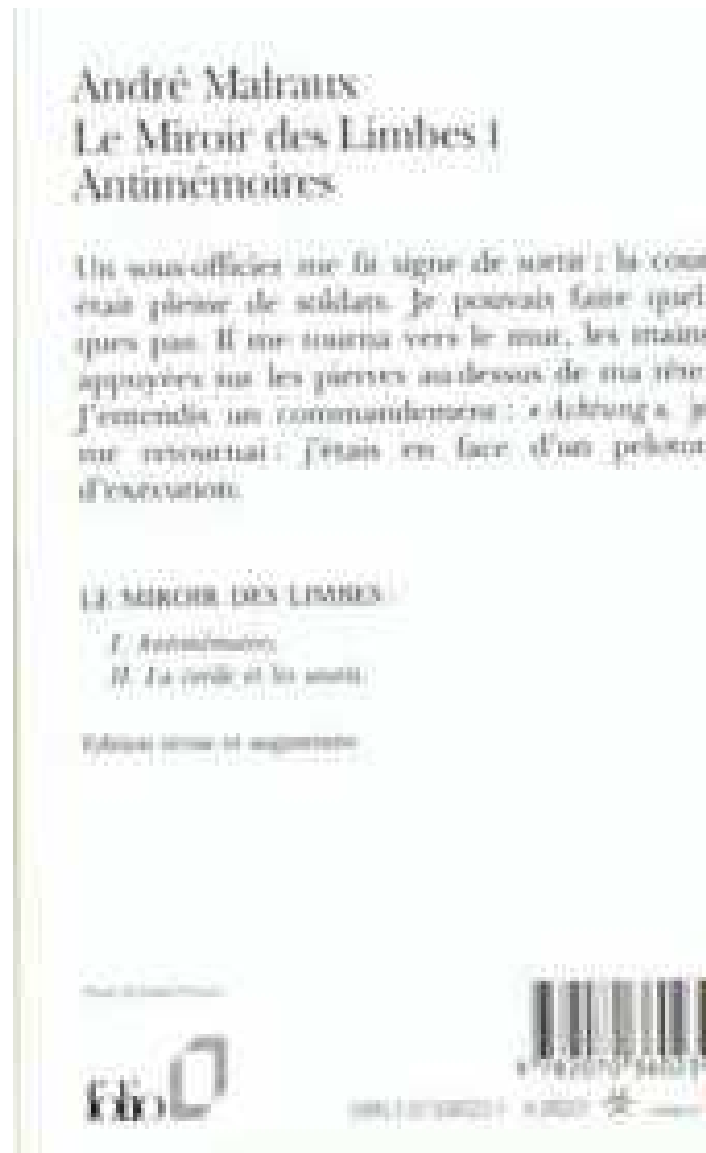 André Malraux
Le Miroir des Limbes I
Antimémoires
Un sous-officier me fit signe de sortir : la cour
était pleine de soldats. Je pouvais faire quel-
ques pas. Il me tourna vers le mur, les mains
appuyées sur les pierres au-dessus de ma tête.
J'entendis un commandement : « Achtung », je
me retournai : j'étais en face d'un peloton
d'exécution.
LE MIROIR DES LIMBES :
I. Antimémoires.
II. La corde et les souris.
Édition revue et augmentée
folio